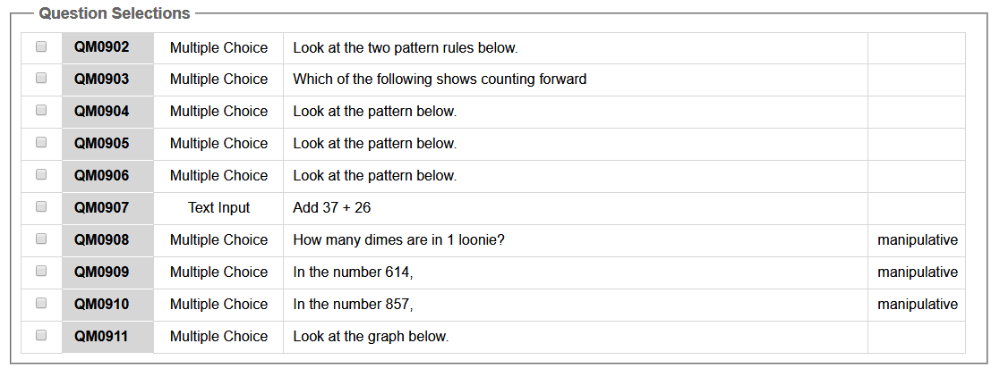 Question Selections
QM0902 Multiple Choice Look at the two pattern rules below.
QM0903 Multiple Choice Which of the following shows counting forward
QM0904 Multiple Choice Look at the pattern below.
QM0905 Multiple Choice Look at the pattern below.
QM0906 Multiple Choice Look at the pattern below.
QM0907 Text Input Add 37 + 26
QM0908 Multiple Choice How many dimes are in 1 loonie? manipulative
QM0909 Multiple Choice In the number 614, manipulative
QM0910 Multiple Choice In the number 857, manipulative
QM0911 Multiple Choice Look at the graph below.